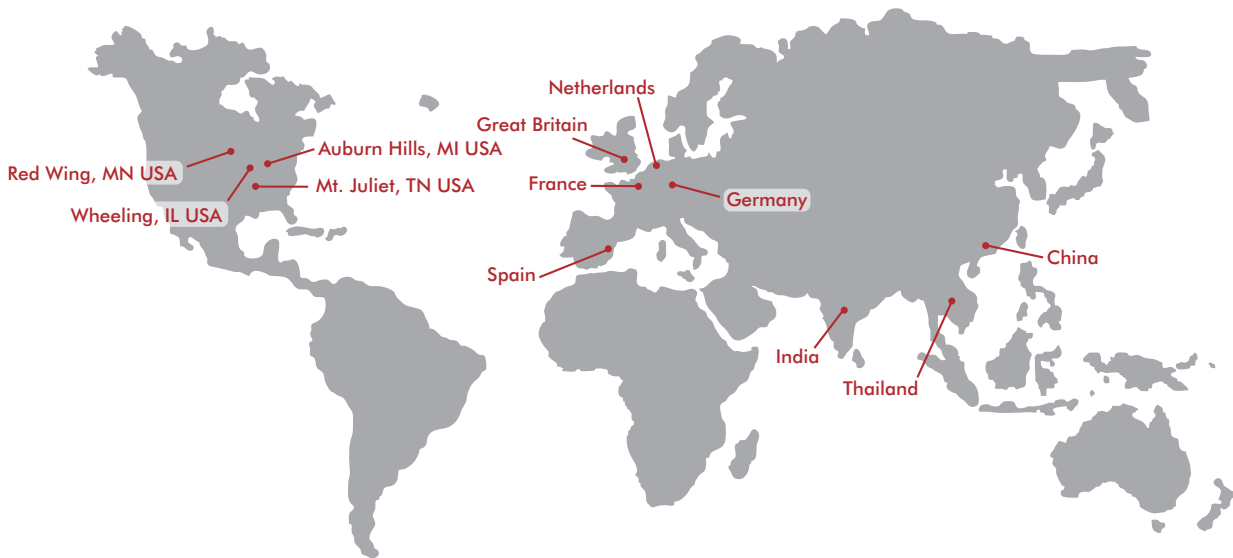 Netherlands
Great Britain
Auburn Hills, MI USA
Red Wing, MN USA
Mt. Juliet, TN USA
France
Germany
Wheeling, IL USA
China
Spain
India
Thailand